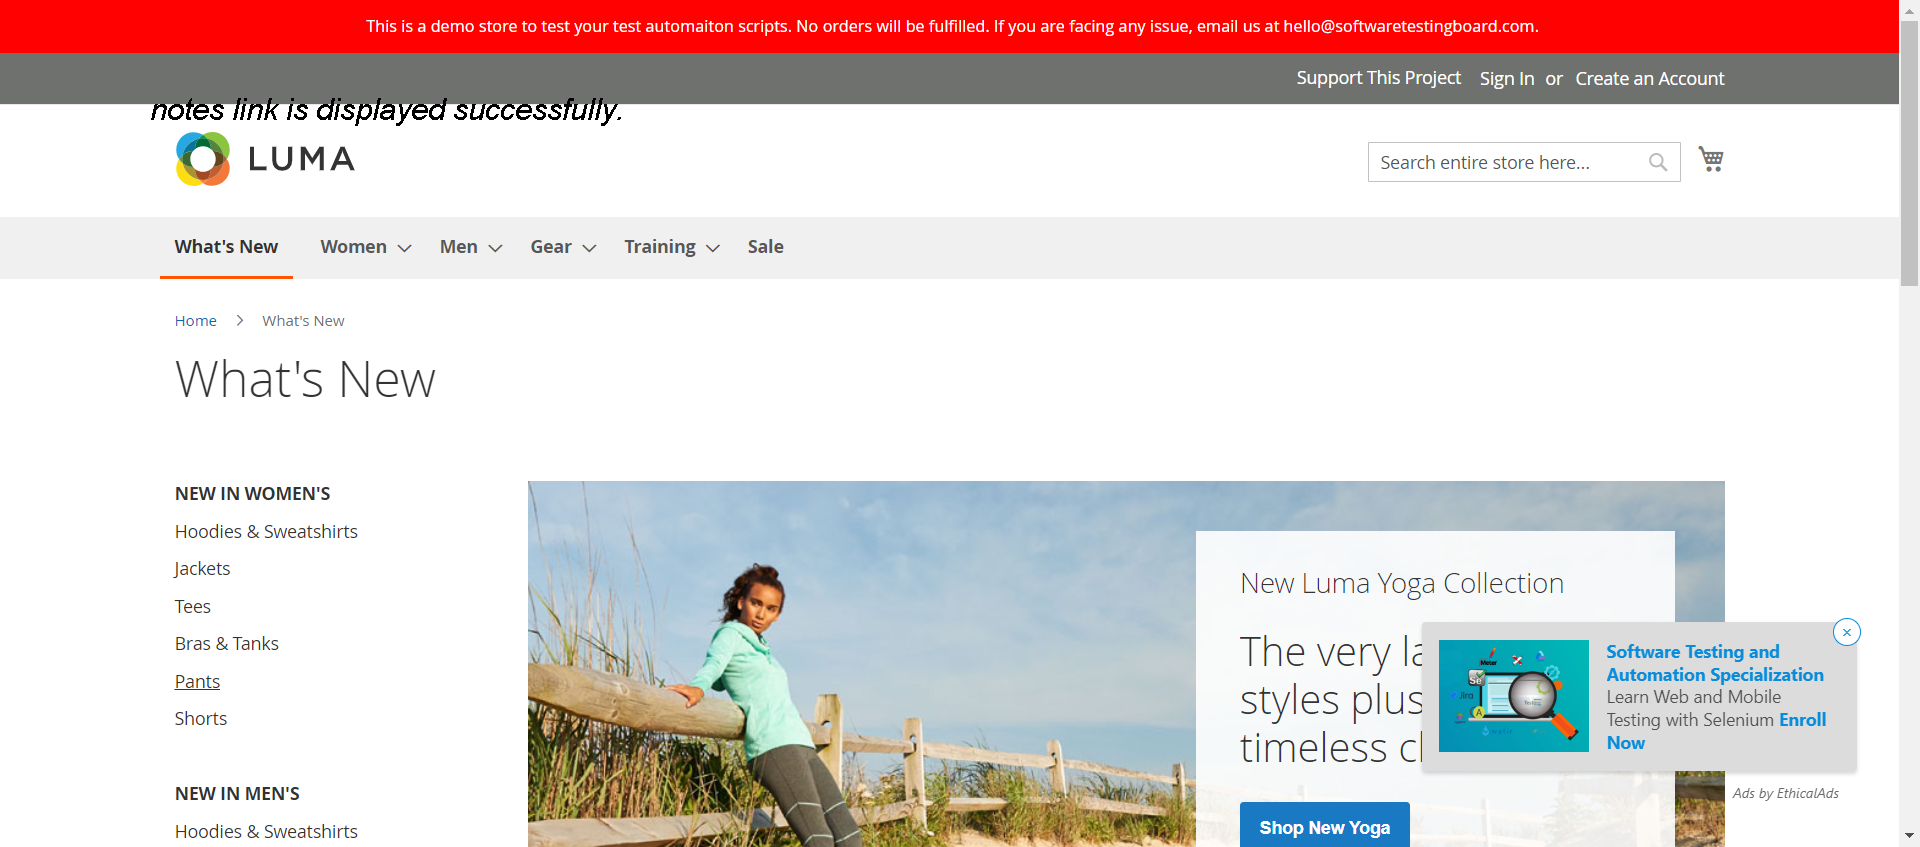 This is a demo store to test your test automaiton scripts. No orders will be fulfilled. If you are facing any issue, email us at hello@softwaretestingboard.com.
Support This Project Sign In or Create an Account
notes link is displayed successfully.
LUMA
Search entire store here...
What's New Women Men Gear Training Sale
Home > What's New
What's New
NEW IN WOMEN'S
Hoodies & Sweatshirts
Jackets
Tees
Bras & Tanks
Pants
Shorts
NEW IN MEN'S
Hoodies & Sweatshirts
New Luma Yoga Collection
The very la
styles plus
timeless cl
Shop New Yoga
Software Testing and
Automation Specialization
Learn Web and Mobile
Testing with Selenium Enroll
Now
Ads by EthicalAds